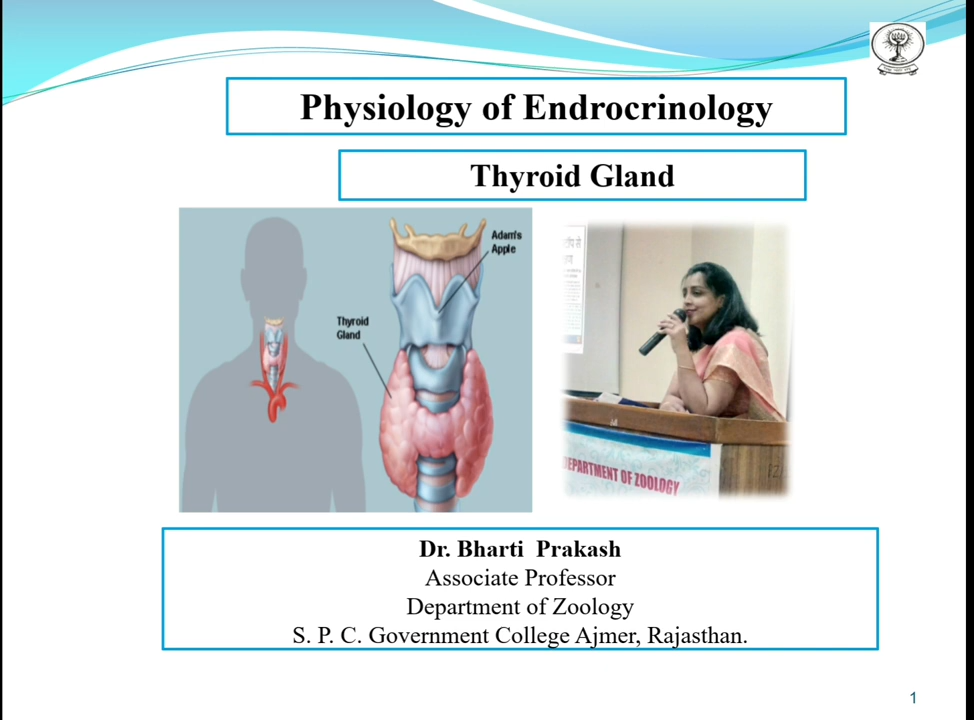 Physiology of Endrocrinology
Thyroid Gland
Adam's
Apple
Thyroid
Gland
DEPARTMENT OF ZOOLOGY
Dr. Bharti Prakash
Associate Professor
Department of Zoology
S. P. C. Government College Ajmer, Rajasthan.
1